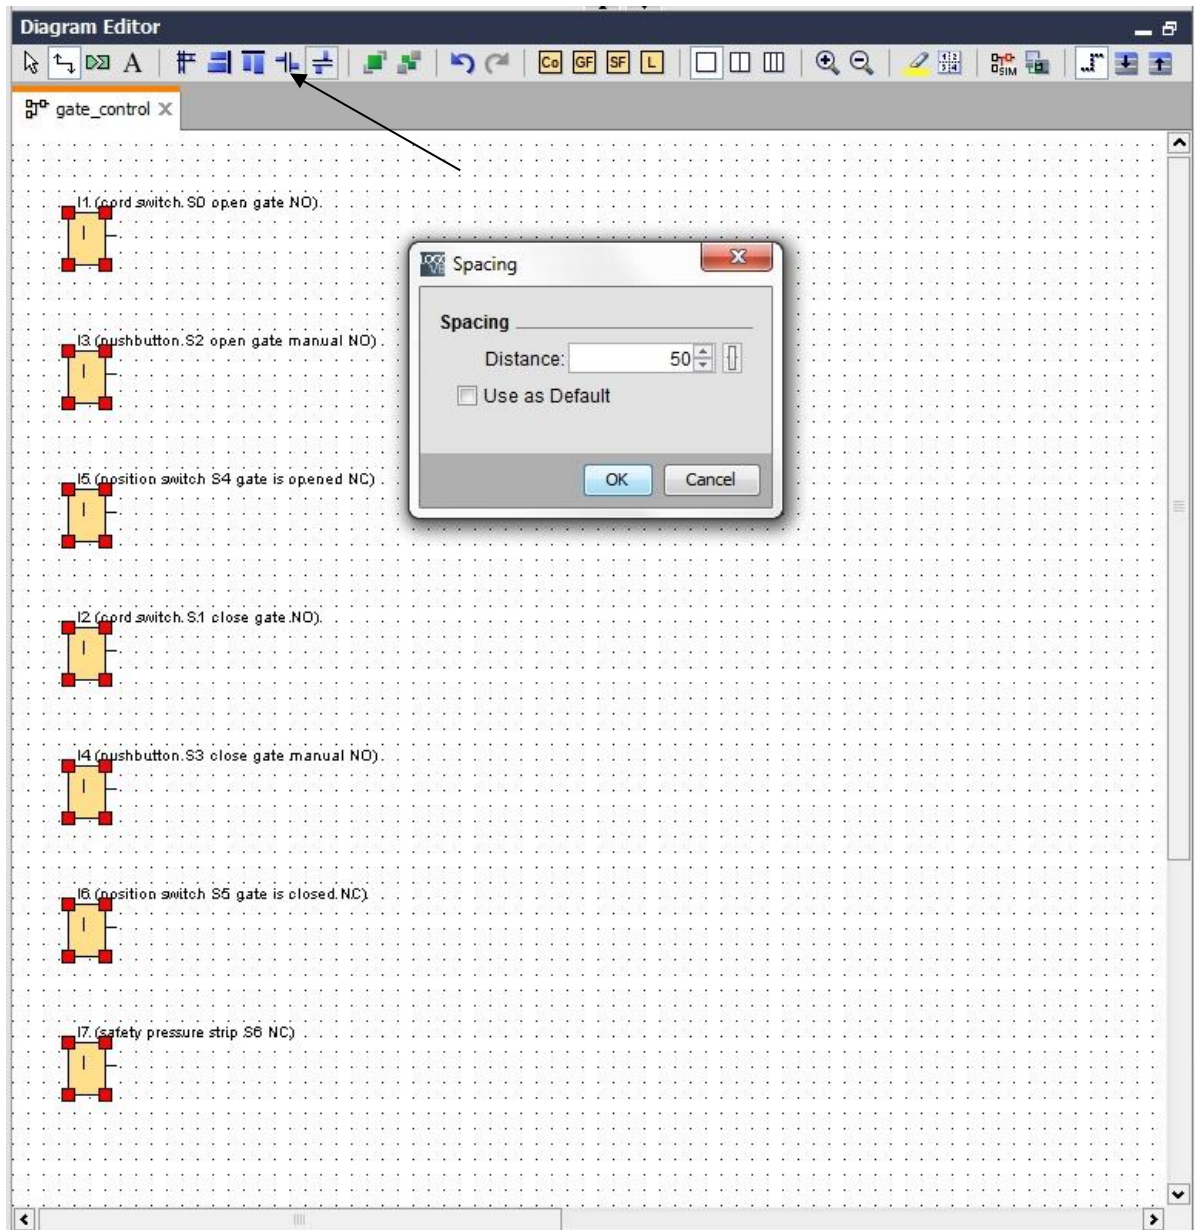 Diagram Editor
A Co GF SF L SIM
gate_control
I1 (cord switch S0 open gate NO)
I
Spacing
Spacing
I3 (pushbutton S2 open gate manual NO)
Distance: 50
I
Use as Default
I5 (position switch S4 gate is opened NC)
OK Cancel
I
I2 (cord switch S1 close gate NO)
I
I4 (pushbutton S3 close gate manual NO)
I
I6 (position switch S5 gate is closed NC)
I
I7 (safety pressure strip S6 NC)
I